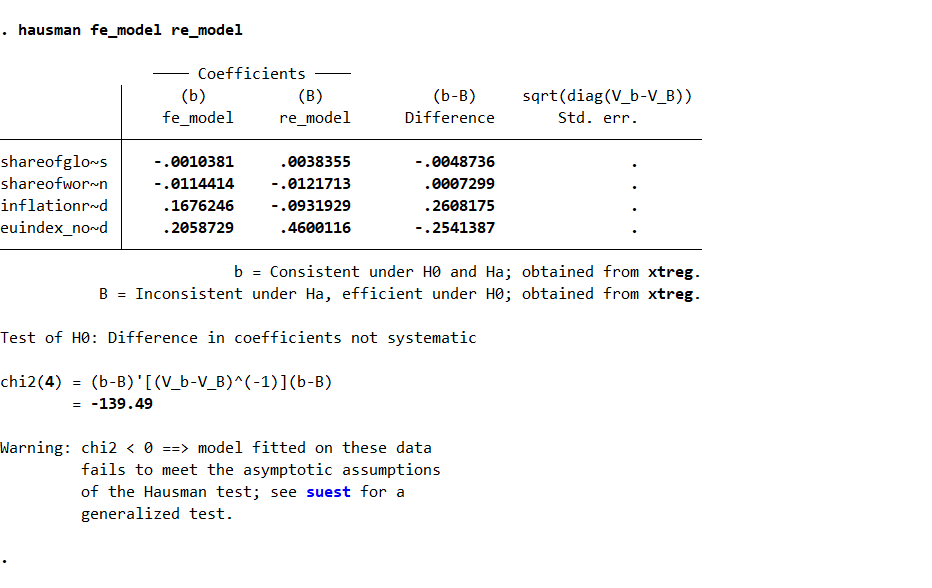 . hausman fe_model re_model
Coefficients
(b) (B) (b-B) sqrt(diag(V_b-V_B))
fe_model re_model Difference Std. err.
shareofglo~s -.0010381 .0038355 -.0048736 .
shareofwor~n -.0114414 -.0121713 .0007299 .
inflationr~d .1676246 -.0931929 .2608175 .
euindex_no~d .2058729 .4600116 -.2541387 .
b = Consistent under H0 and Ha; obtained from xtreg.
B = Inconsistent under Ha, efficient under H0; obtained from xtreg.
Test of H0: Difference in coefficients not systematic
chi2(4) = (b-B)'[(V_b-V_B)^(-1)](b-B)
= -139.49
Warning: chi2 < 0 ==> model fitted on these data
fails to meet the asymptotic assumptions
of the Hausman test; see suest for a
generalized test.
.